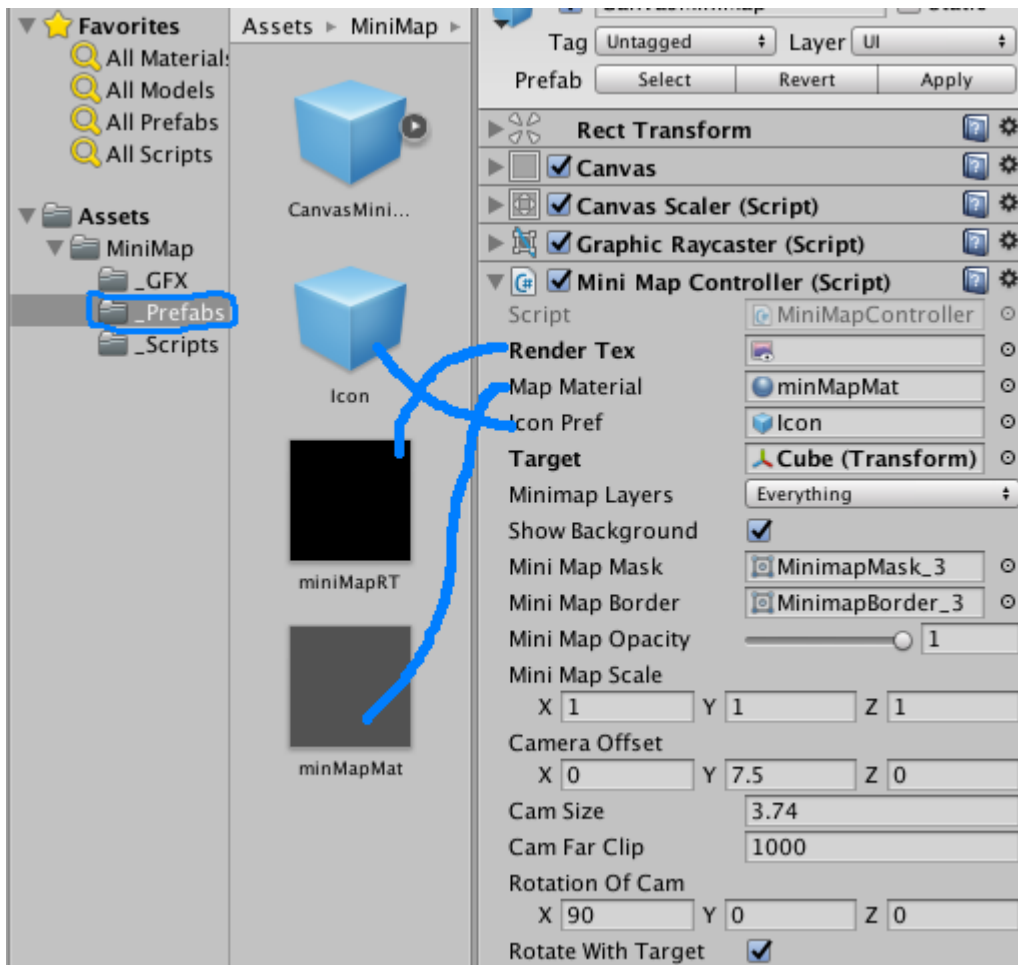 Favorites
All Materials
All Models
All Prefabs
All Scripts
Assets
MiniMap
_GFX
_Prefabs
_Scripts
Assets ▸ MiniMap ▸
CanvasMini...
Icon
miniMapRT
minMapMat
Tag Untagged Layer UI
Prefab Select Revert Apply
Rect Transform
Canvas
Canvas Scaler (Script)
Graphic Raycaster (Script)
Mini Map Controller (Script)
Script MiniMapController
Render Tex
Map Material minMapMat
Icon Pref Icon
Target Cube (Transform)
Minimap Layers Everything
Show Background
Mini Map Mask MinimapMask_3
Mini Map Border MinimapBorder_3
Mini Map Opacity 1
Mini Map Scale
X 1 Y 1 Z 1
Camera Offset
X 0 Y 7.5 Z 0
Cam Size 3.74
Cam Far Clip 1000
Rotation Of Cam
X 90 Y 0 Z 0
Rotate With Target